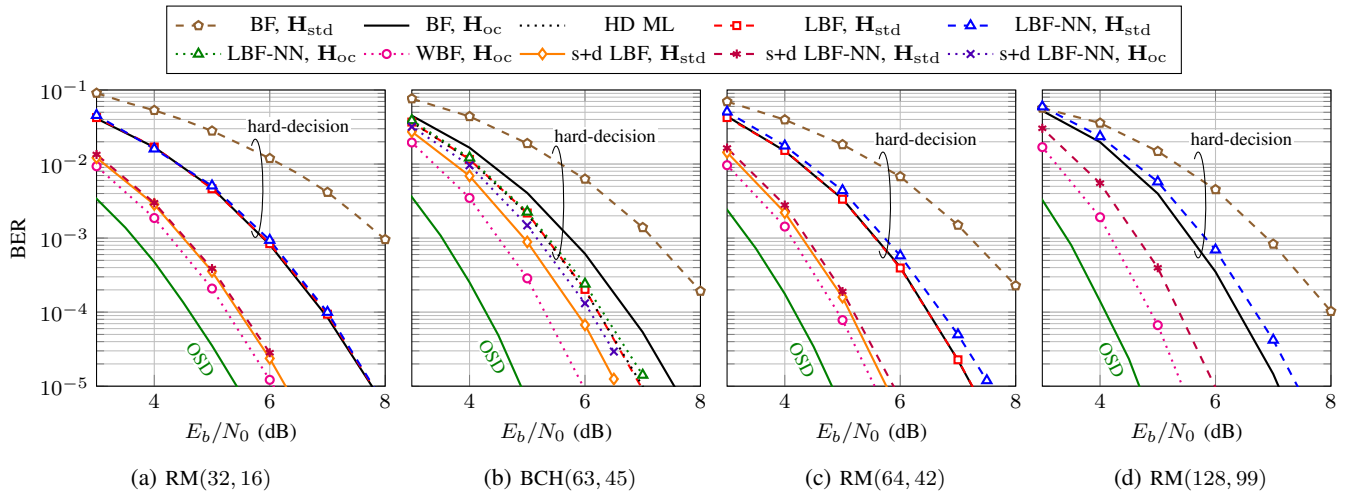 BF, H_std BF, H_oc HD ML LBF, H_std LBF-NN, H_std
LBF-NN, H_oc WBF, H_oc s+d LBF, H_std s+d LBF-NN, H_std s+d LBF-NN, H_oc
BER
10^-1
10^-2
10^-3
10^-4
10^-5
hard-decision
OSD
4 6 8
E_b/N_0 (dB)
(a) RM(32, 16)
hard-decision
OSD
4 6 8
E_b/N_0 (dB)
(b) BCH(63, 45)
hard-decision
OSD
4 6 8
E_b/N_0 (dB)
(c) RM(64, 42)
hard-decision
OSD
4 6 8
E_b/N_0 (dB)
(d) RM(128, 99)